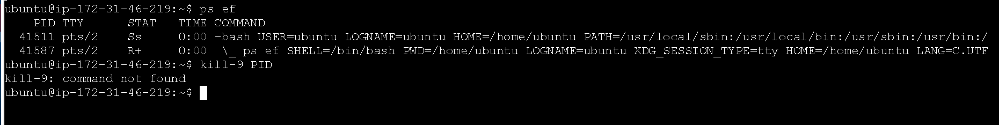 ubuntu@ip-172-31-46-219:~$ ps ef
    PID TTY      STAT   TIME COMMAND
  41511 pts/2    Ss     0:00 -bash USER=ubuntu LOGNAME=ubuntu HOME=/home/ubuntu PATH=/usr/local/sbin:/usr/local/bin:/usr/sbin:/usr/bin:/
  41587 pts/2    R+     0:00  \_ ps ef SHELL=/bin/bash PWD=/home/ubuntu LOGNAME=ubuntu XDG_SESSION_TYPE=tty HOME=/home/ubuntu LANG=C.UTF
ubuntu@ip-172-31-46-219:~$ kill-9 PID
kill-9: command not found
ubuntu@ip-172-31-46-219:~$